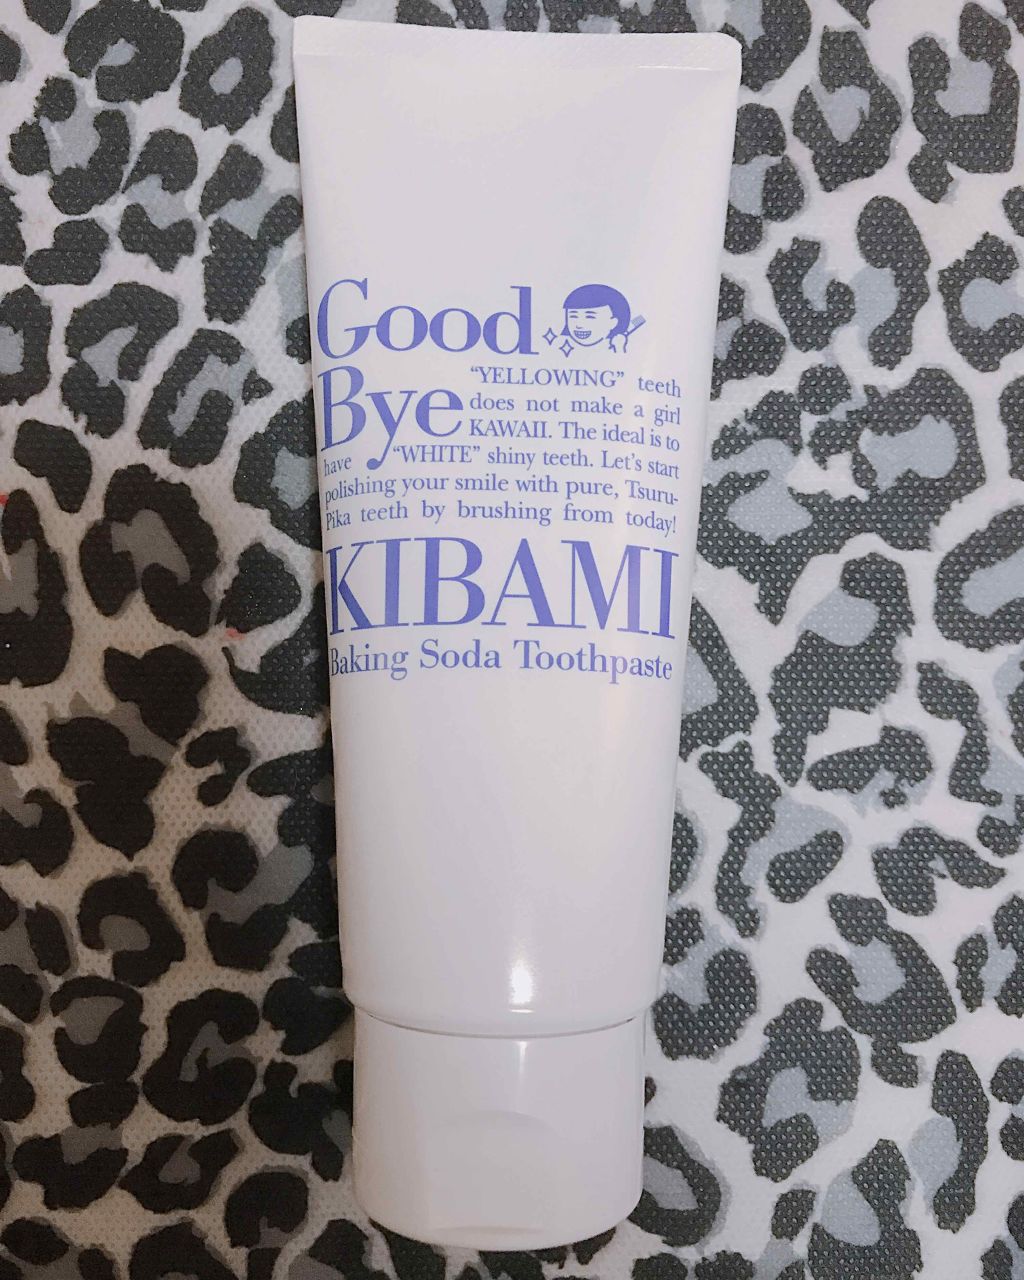 Good
Bye
“YELLOWING” teeth
does not make a girl
KAWAII. The ideal is to
have “WHITE” shiny teeth. Let’s start
polishing your smile with pure, Tsuru-
Pika teeth by brushing from today!
KIBAMI
Baking Soda Toothpaste